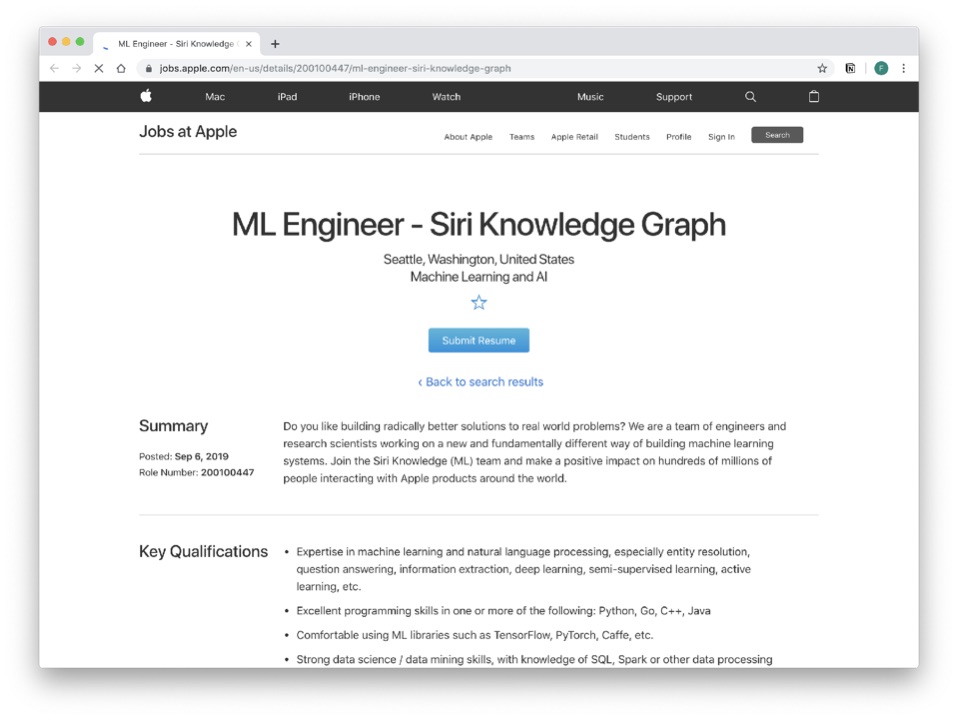 ML Engineer - Siri Knowledge
jobs.apple.com/en-us/details/200100447/ml-engineer-siri-knowledge-graph
F
Mac iPad iPhone Watch Music Support
Jobs at Apple
About Apple Teams Apple Retail Students Profile Sign In Search
ML Engineer - Siri Knowledge Graph
Seattle, Washington, United States
Machine Learning and AI
Submit Resume
‹ Back to search results
Summary
Posted: Sep 6, 2019
Role Number: 200100447
Do you like building radically better solutions to real world problems? We are a team of engineers and
research scientists working on a new and fundamentally different way of building machine learning
systems. Join the Siri Knowledge (ML) team and make a positive impact on hundreds of millions of
people interacting with Apple products around the world.
Key Qualifications
• Expertise in machine learning and natural language processing, especially entity resolution,
question answering, information extraction, deep learning, semi-supervised learning, active
learning, etc.
• Excellent programming skills in one or more of the following: Python, Go, C++, Java
• Comfortable using ML libraries such as TensorFlow, PyTorch, Caffe, etc.
• Strong data science / data mining skills, with knowledge of SQL, Spark or other data processing